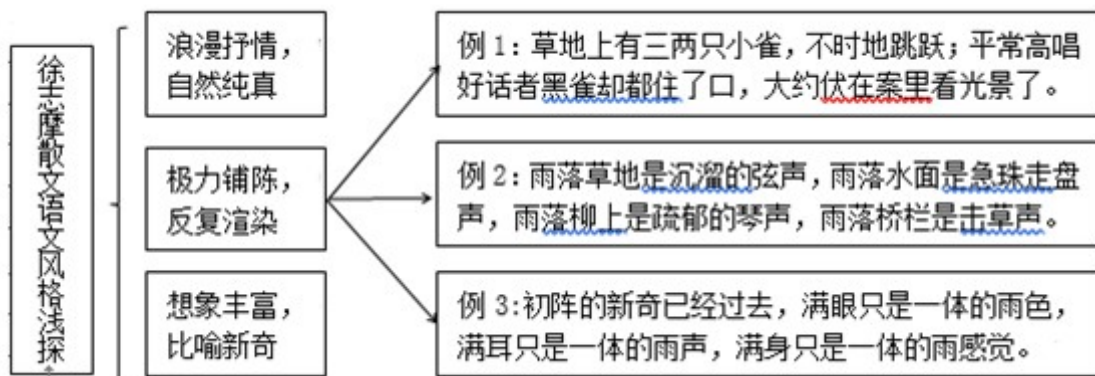 徐志摩散文语文风格浅探
浪漫抒情，
自然纯真
极力铺陈，
反复渲染
想象丰富，
比喻新奇
例 1：草地上有三两只小雀，不时地跳跃；平常高唱
好话者黑雀却都住了口，大约伏在案里看光景了。
例 2：雨落草地是沉溜的弦声，雨落水面是急珠走盘
声，雨落柳上是疏郁的琴声，雨落桥栏是击草声。
例 3:初阵的新奇已经过去，满眼只是一体的雨色，
满耳只是一体的雨声，满身只是一体的雨感觉。